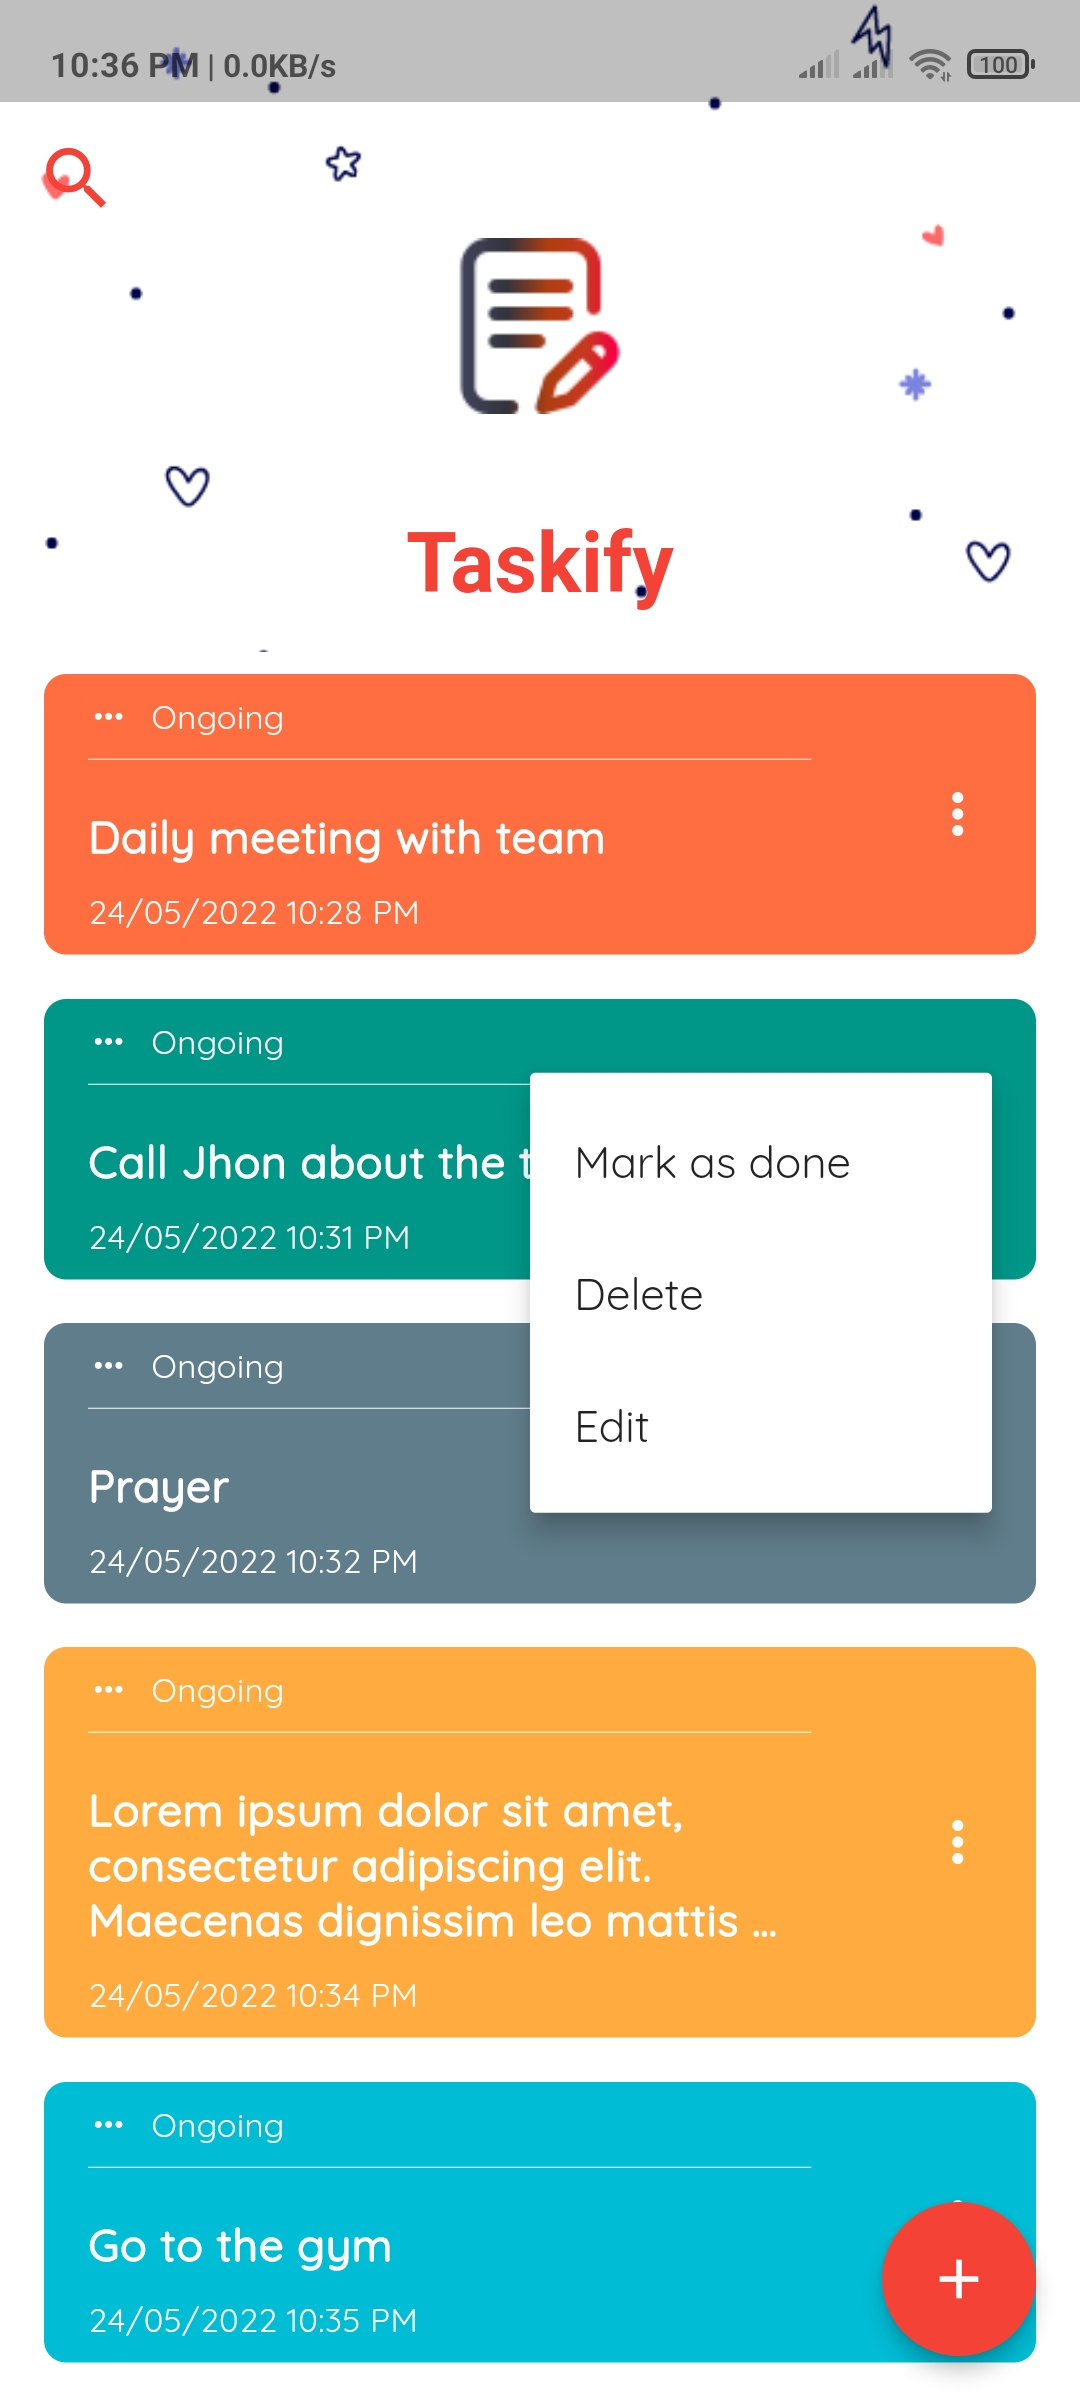 10:36 PM | 0.0KB/s
100
Taskify
Ongoing
Daily meeting with team
24/05/2022 10:28 PM
Ongoing
Call Jhon about the
24/05/2022 10:31 PM
Mark as done
Delete
Edit
Ongoing
Prayer
24/05/2022 10:32 PM
Ongoing
Lorem ipsum dolor sit amet,
consectetur adipiscing elit.
Maecenas dignissim leo mattis ...
24/05/2022 10:34 PM
Ongoing
Go to the gym
24/05/2022 10:35 PM